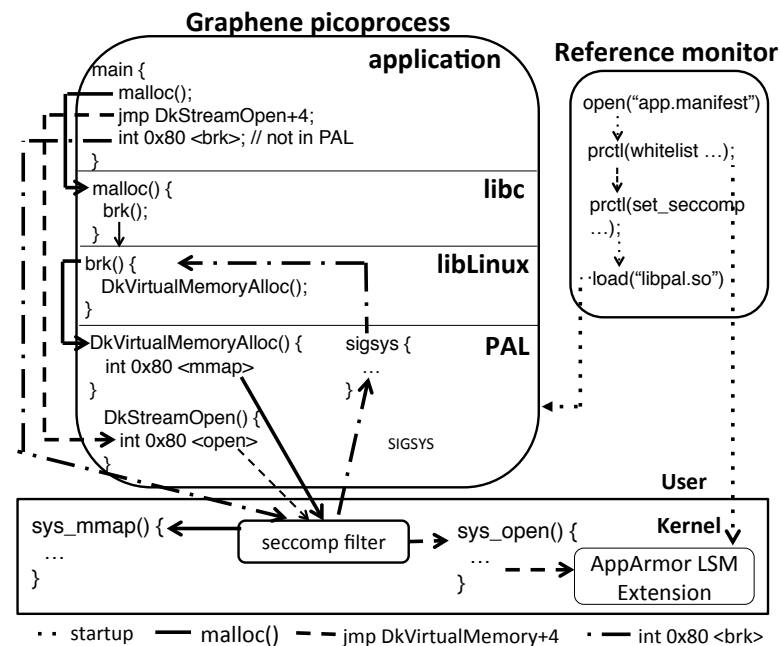 Graphene picoprocess
application
main {
malloc();
jmp DkStreamOpen+4;
int 0x80 <brk>; // not in PAL
}
libc
malloc() {
brk();
}
libLinux
brk() {
DkVirtualMemoryAlloc();
}
PAL
DkVirtualMemoryAlloc() {
int 0x80 <mmap>
}
sigsys {
...
}
DkStreamOpen() {
int 0x80 <open>
}
SIGSYS
Reference monitor
open(“app.manifest”)
prctl(whitelist …);
prctl(set_seccomp
…);
load(“libpal.so”)
User
Kernel
sys_mmap() {
…
}
seccomp filter
sys_open() {
…
}
AppArmor LSM
Extension
startup
malloc()
jmp DkVirtualMemory+4
int 0x80 <brk>